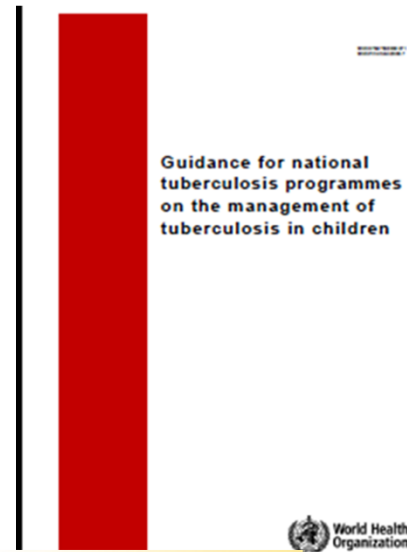 Guidance for national
tuberculosis programmes
on the management of
tuberculosis in children
World Health
Organization